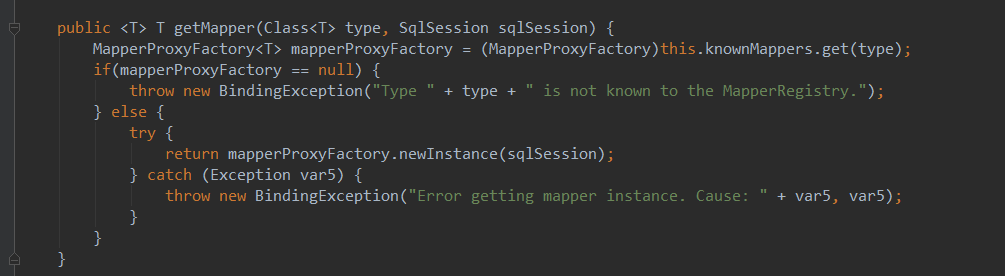 public <T> T getMapper(Class<T> type, SqlSession sqlSession) {
MapperProxyFactory<T> mapperProxyFactory = (MapperProxyFactory)this.knownMappers.get(type);
if(mapperProxyFactory == null) {
throw new BindingException("Type " + type + " is not known to the MapperRegistry.");
} else {
try {
return mapperProxyFactory.newInstance(sqlSession);
} catch (Exception var5) {
throw new BindingException("Error getting mapper instance. Cause: " + var5, var5);
}
}
}